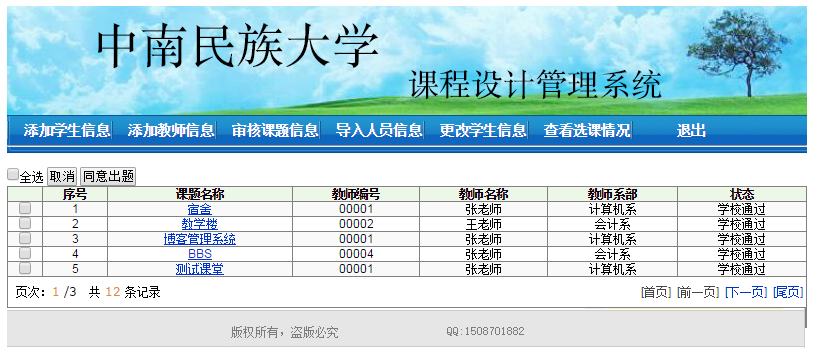 中南民族大学
课程设计管理系统
添加学生信息 添加教师信息 审核课题信息 导入人员信息 更改学生信息 查看选课情况 退出
全选 取消 同意出题
序号 课题名称 教师编号 教师名称 教师系部 状态
1 宿舍 00001 张老师 计算机系 学校通过
2 教学楼 00002 王老师 会计系 学校通过
3 博客管理系统 00001 张老师 计算机系 学校通过
4 BBS 00004 张老师 会计系 学校通过
5 测试课堂 00001 张老师 计算机系 学校通过
页次：1 /3 共 12 条记录 [首页] [前一页] [下一页] [尾页]
版权所有，盗版必究 QQ:1508701882